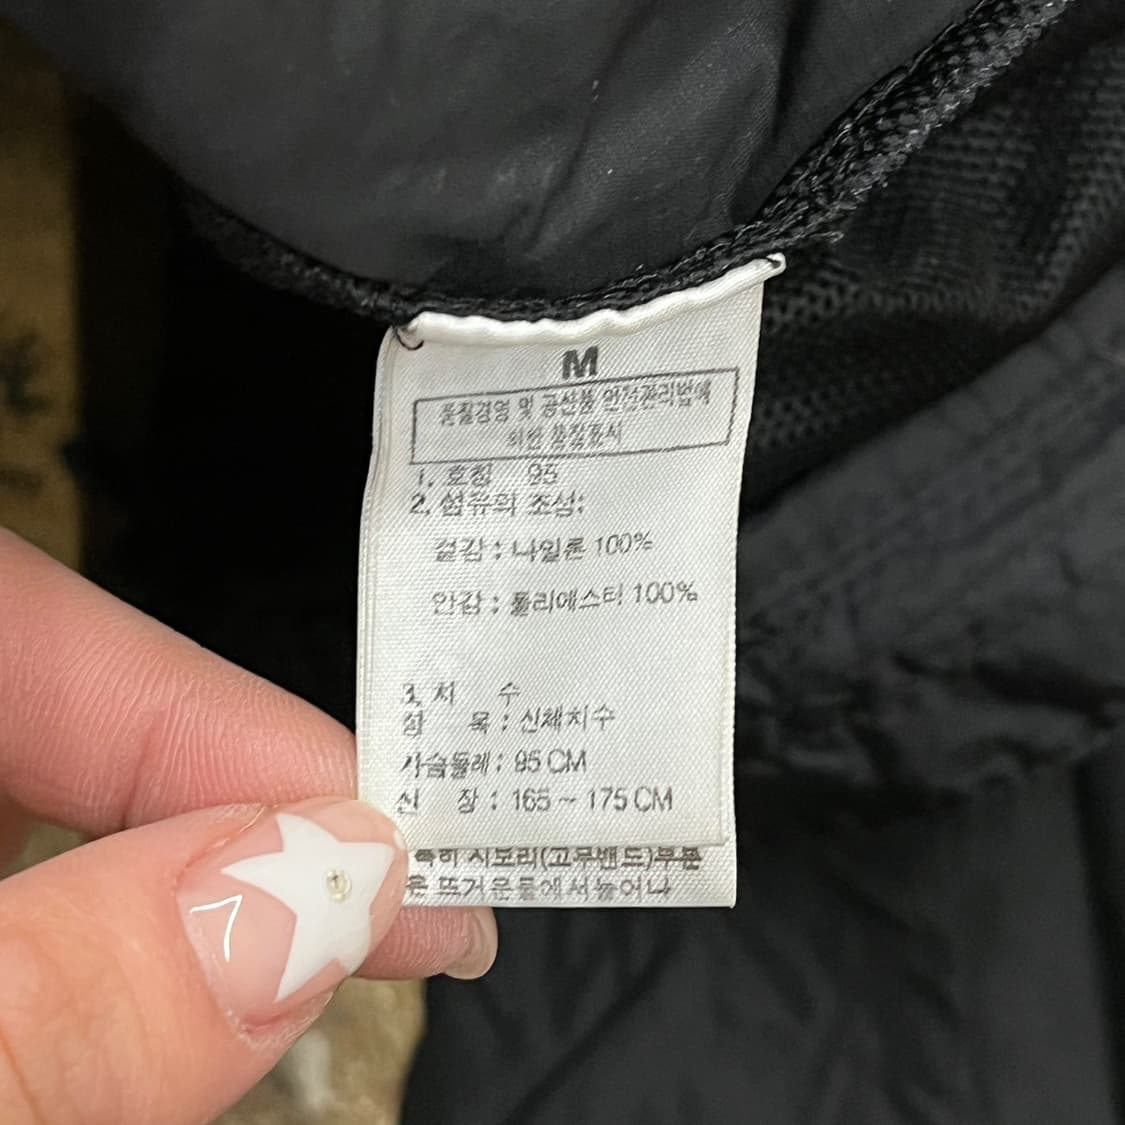 M
품질경영 및 공산품 안전관리법에
의한 품질표시
1. 호칭 95
2. 섬유의 조성:
겉감 : 나일론 100%
안감 : 폴리에스터 100%
3. 치 수
항 목 : 신체치수
가슴둘레 : 95 CM
신 장 : 165 ~ 175 CM
특히 시보리(고무밴드)부분
은 뜨거운물에서늘어나